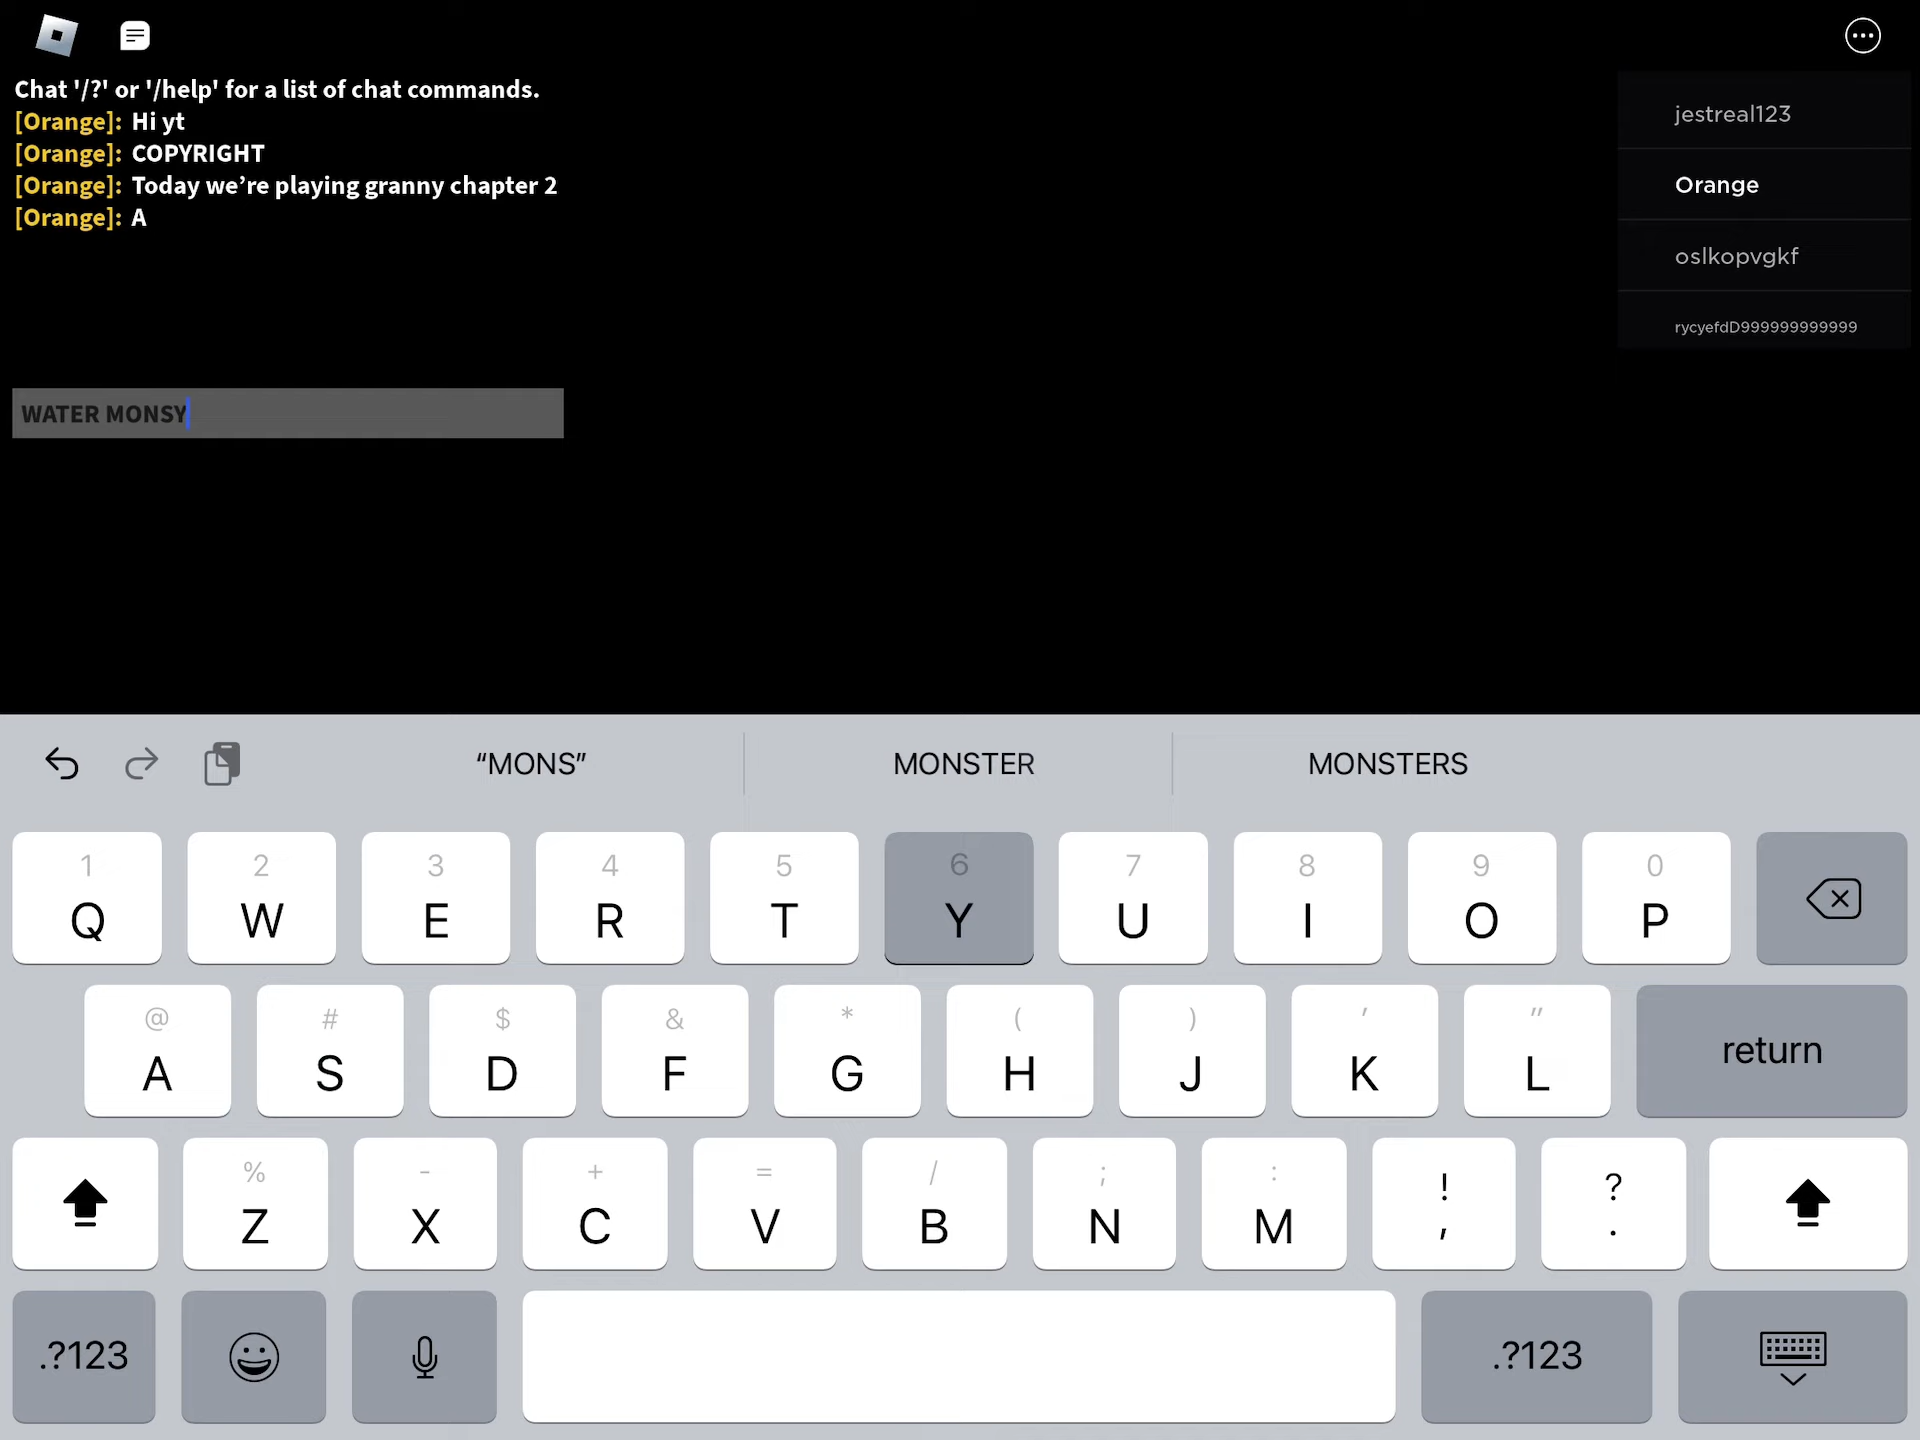 Chat '/?' or '/help' for a list of chat commands.
[Orange]: Hi yt
[Orange]: COPYRIGHT
[Orange]: Today we’re playing granny chapter 2
[Orange]: A
jestreal123
Orange
oslkopvgkf
rycyefdD999999999999
WATER MONSY
“MONS” MONSTER MONSTERS
1 2 3 4 5 6 7 8 9 0
Q W E R T Y U I O P
@ # $ & * ( ) ' "
A S D F G H J K L return
% - + = / ; : ! ?
Z X C V B N M , .
.?123 .?123